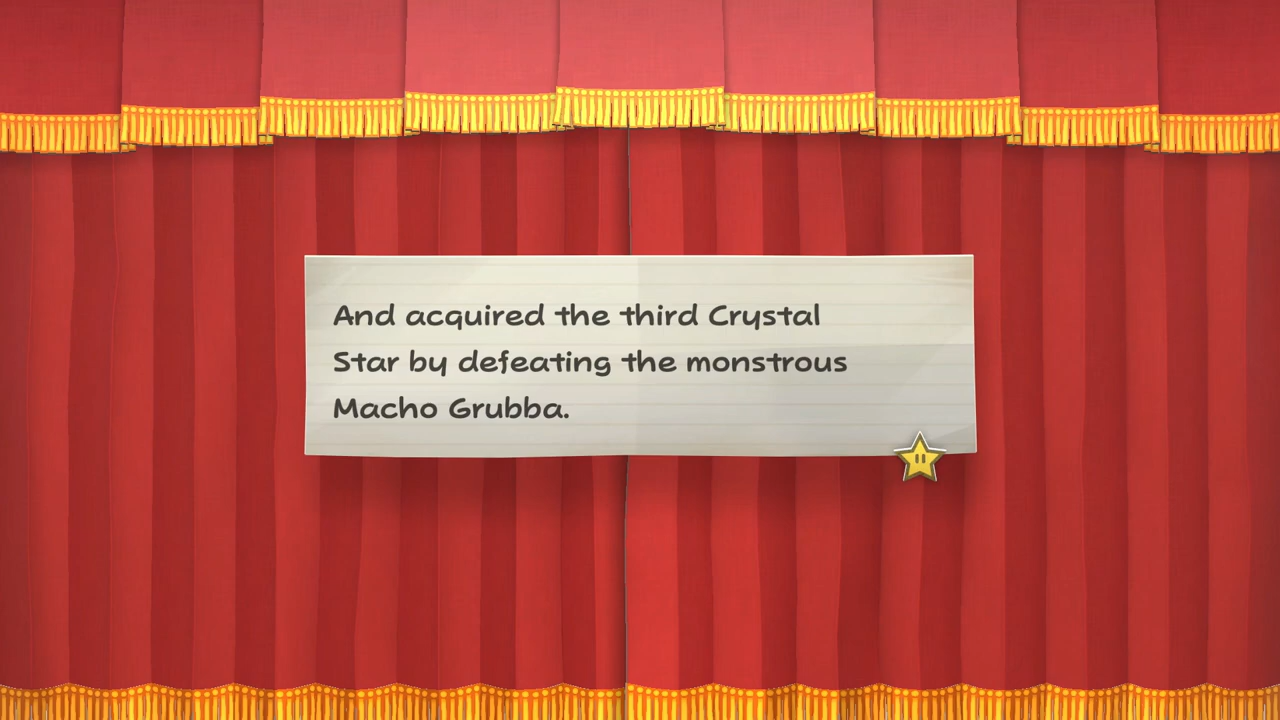 And acquired the third Crystal
Star by defeating the monstrous
Macho Grubba.